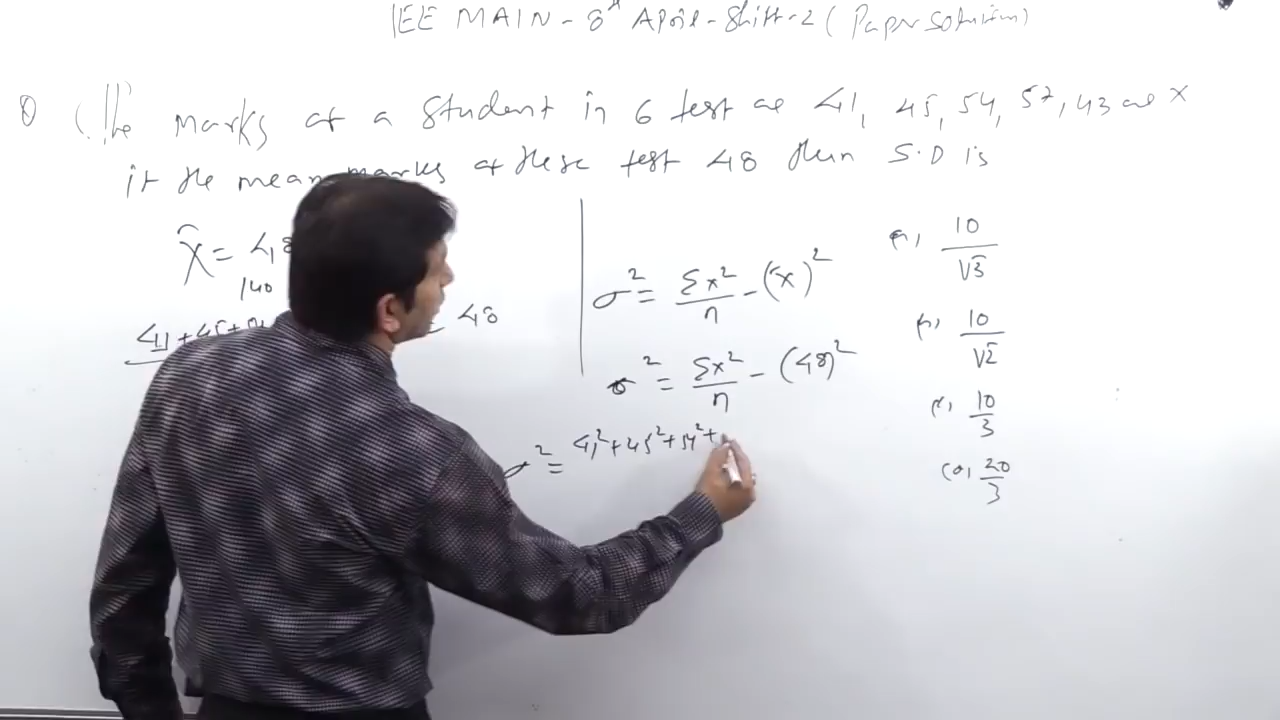 JEE MAIN - 8th April - Shift - 2 ( Paper solution )
Q (The marks of a student in 6 test are 41, 45, 54, 57, 43 are x
if the mean marks of these test 48 then S.D is
x̄ = 48
140
41 + 45 + = 48
σ² = Σx²/n - (x̄)²
σ² = Σx²/n - (48)²
σ² = 41² + 45² + 54² +
10/√3
10/√2
10/3
20/3